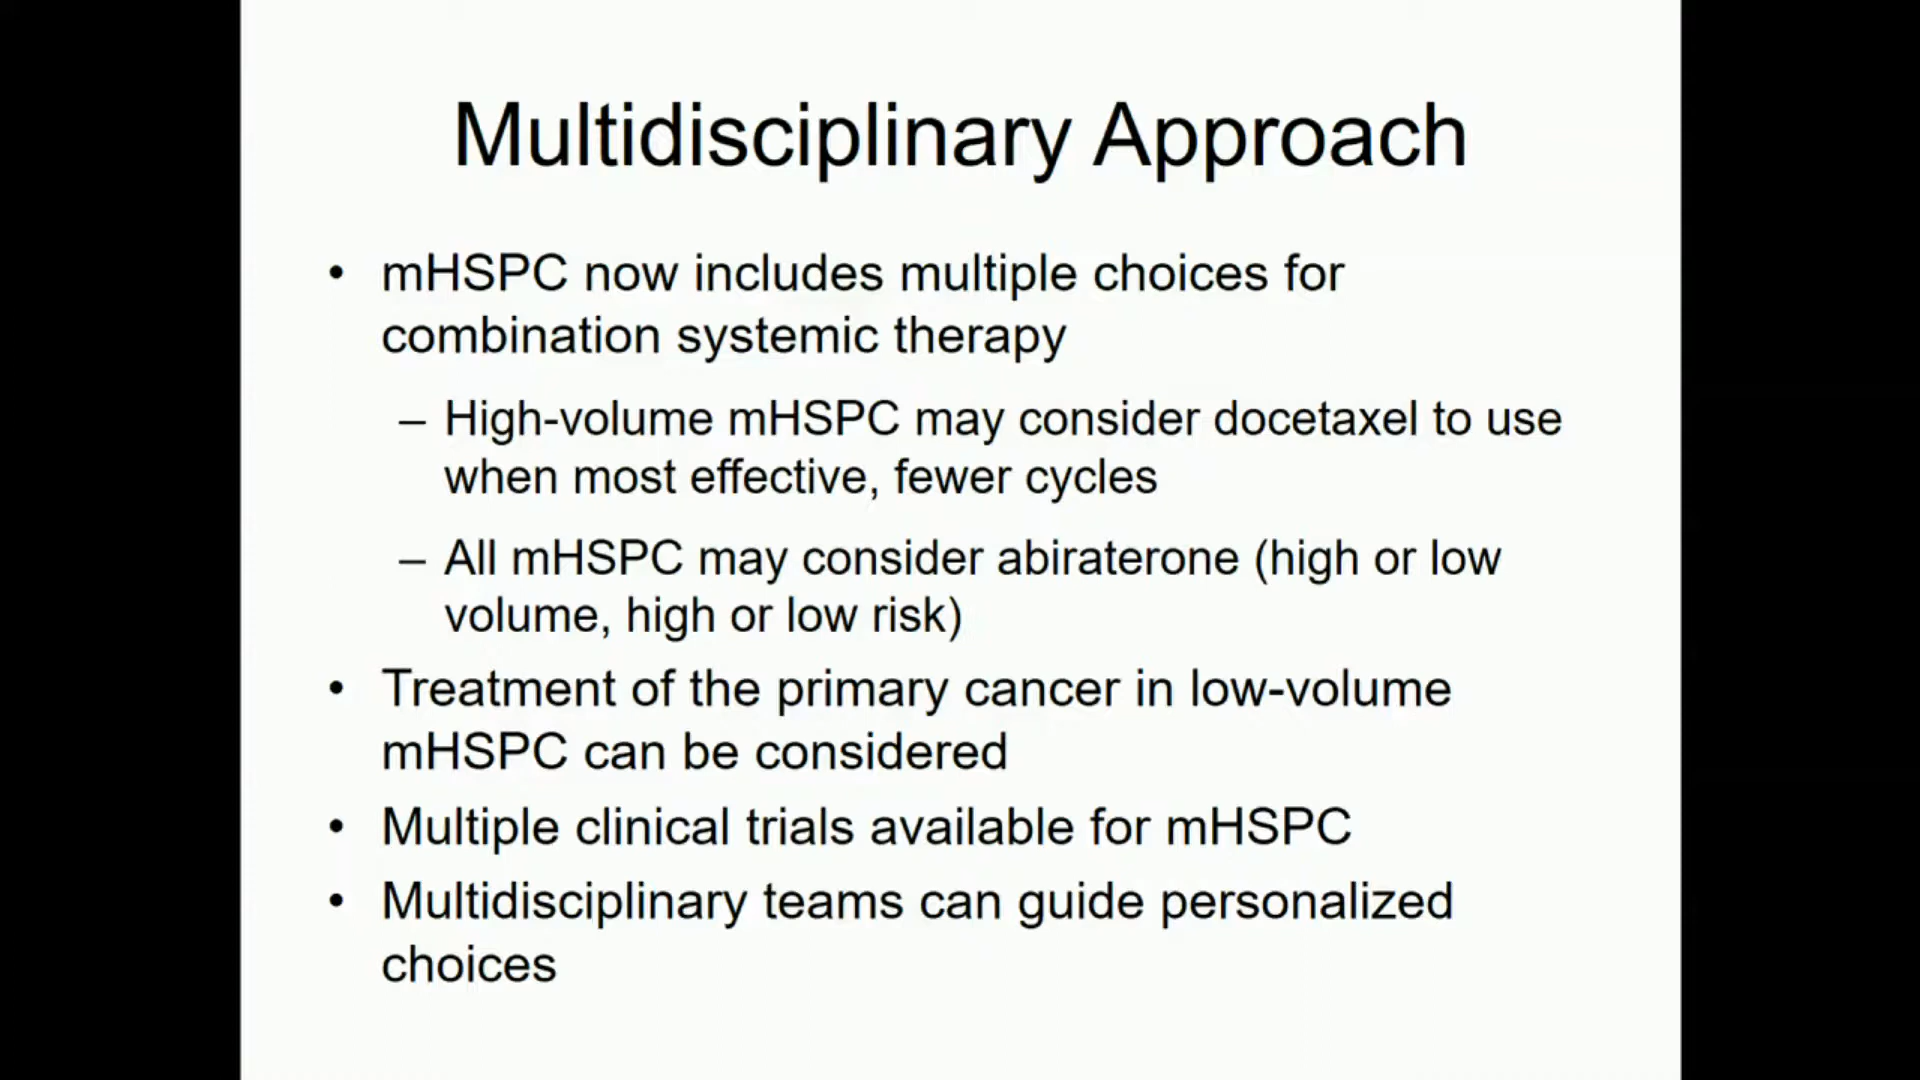 Multidisciplinary Approach
• mHSPC now includes multiple choices for
combination systemic therapy
– High-volume mHSPC may consider docetaxel to use
when most effective, fewer cycles
– All mHSPC may consider abiraterone (high or low
volume, high or low risk)
• Treatment of the primary cancer in low-volume
mHSPC can be considered
• Multiple clinical trials available for mHSPC
• Multidisciplinary teams can guide personalized
choices